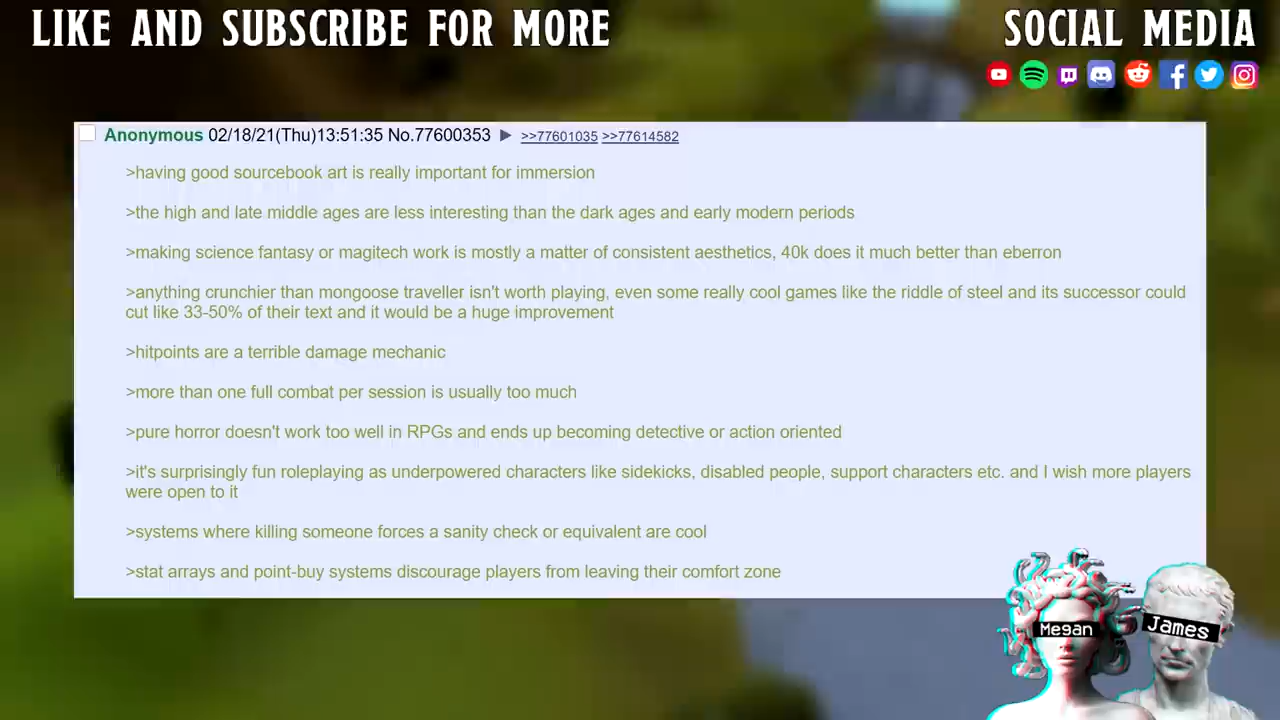 LIKE AND SUBSCRIBE FOR MORE
SOCIAL MEDIA
Anonymous 02/18/21(Thu)13:51:35 No.77600353 ▶ >>77601035 >>77614582
>having good sourcebook art is really important for immersion
>the high and late middle ages are less interesting than the dark ages and early modern periods
>making science fantasy or magitech work is mostly a matter of consistent aesthetics, 40k does it much better than eberron
>anything crunchier than mongoose traveller isn't worth playing, even some really cool games like the riddle of steel and its successor could
cut like 33-50% of their text and it would be a huge improvement
>hitpoints are a terrible damage mechanic
>more than one full combat per session is usually too much
>pure horror doesn't work too well in RPGs and ends up becoming detective or action oriented
>it's surprisingly fun roleplaying as underpowered characters like sidekicks, disabled people, support characters etc. and I wish more players
were open to it
>systems where killing someone forces a sanity check or equivalent are cool
>stat arrays and point-buy systems discourage players from leaving their comfort zone
Megan
James